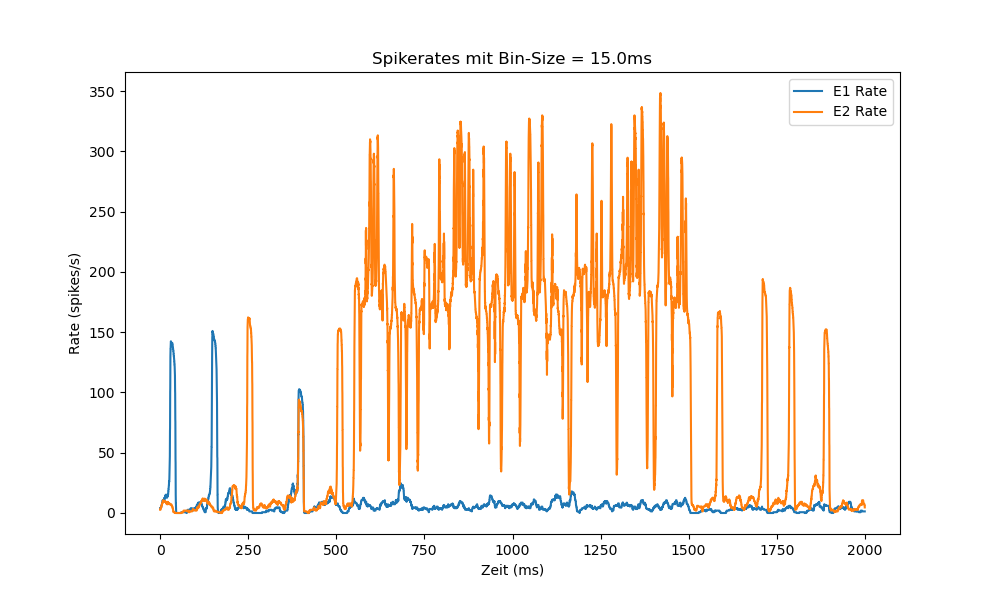 Spikerates mit Bin-Size = 15.0ms
E1 Rate
E2 Rate
Rate (spikes/s)
350
300
250
200
150
100
50
0
0 250 500 750 1000 1250 1500 1750 2000
Zeit (ms)